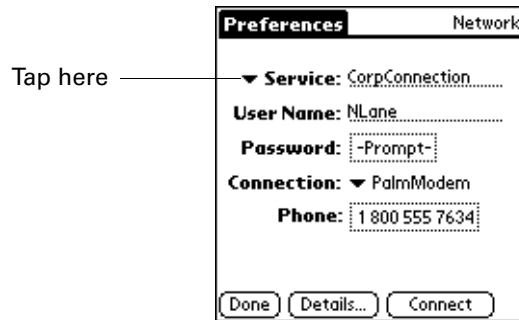 Preferences Network
Tap here
Service: CorpConnection
User Name: NLane
Password: -Prompt-
Connection: PalmModem
Phone: 1 800 555 7634
Done Details... Connect